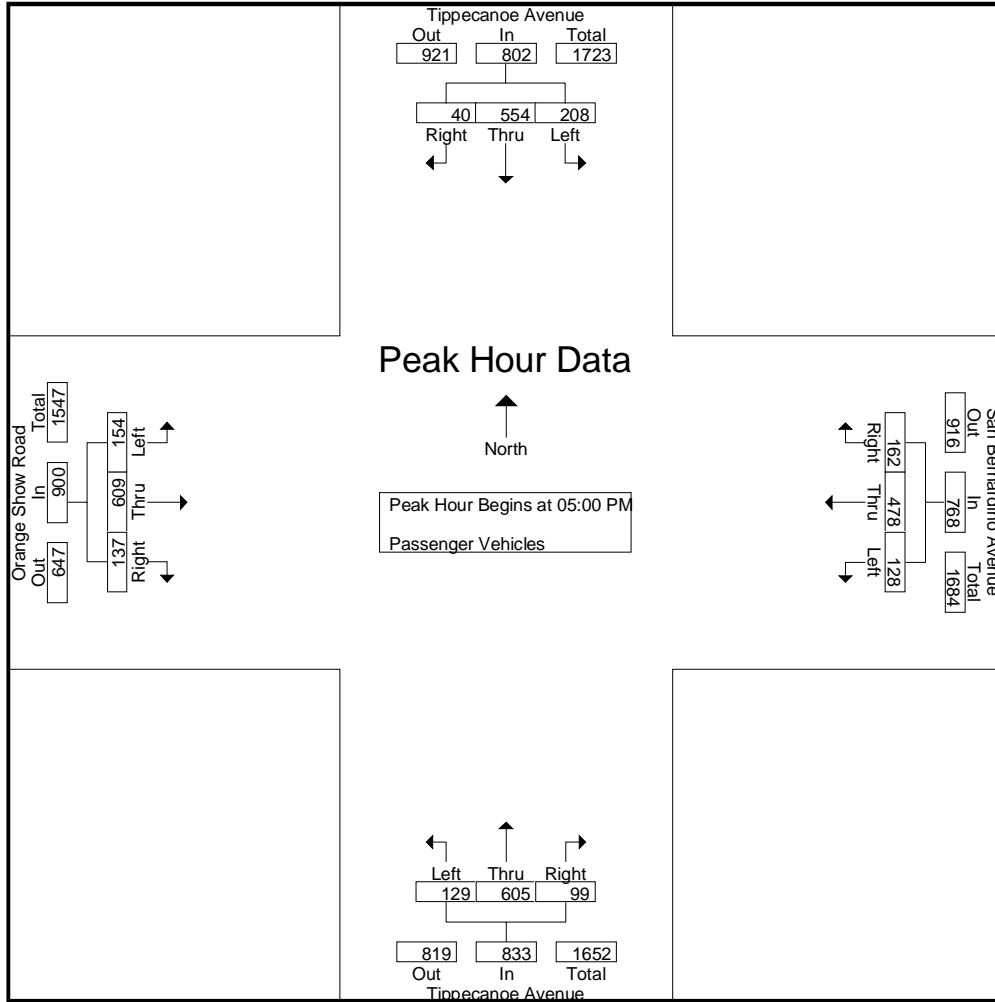 Tippecanoe Avenue
Out In Total
921 802 1723
40 554 208
Right Thru Left
Peak Hour Data
North
Peak Hour Begins at 05:00 PM
Passenger Vehicles
Orange Show Road
Total In Out
1547 900 647
154 609 137
Left Thru Right
San Bernardino Avenue
Out In Total
916 768 1684
162 478 128
Right Thru Left
Left Thru Right
129 605 99
819 833 1652
Out In Total
Tippecanoe Avenue